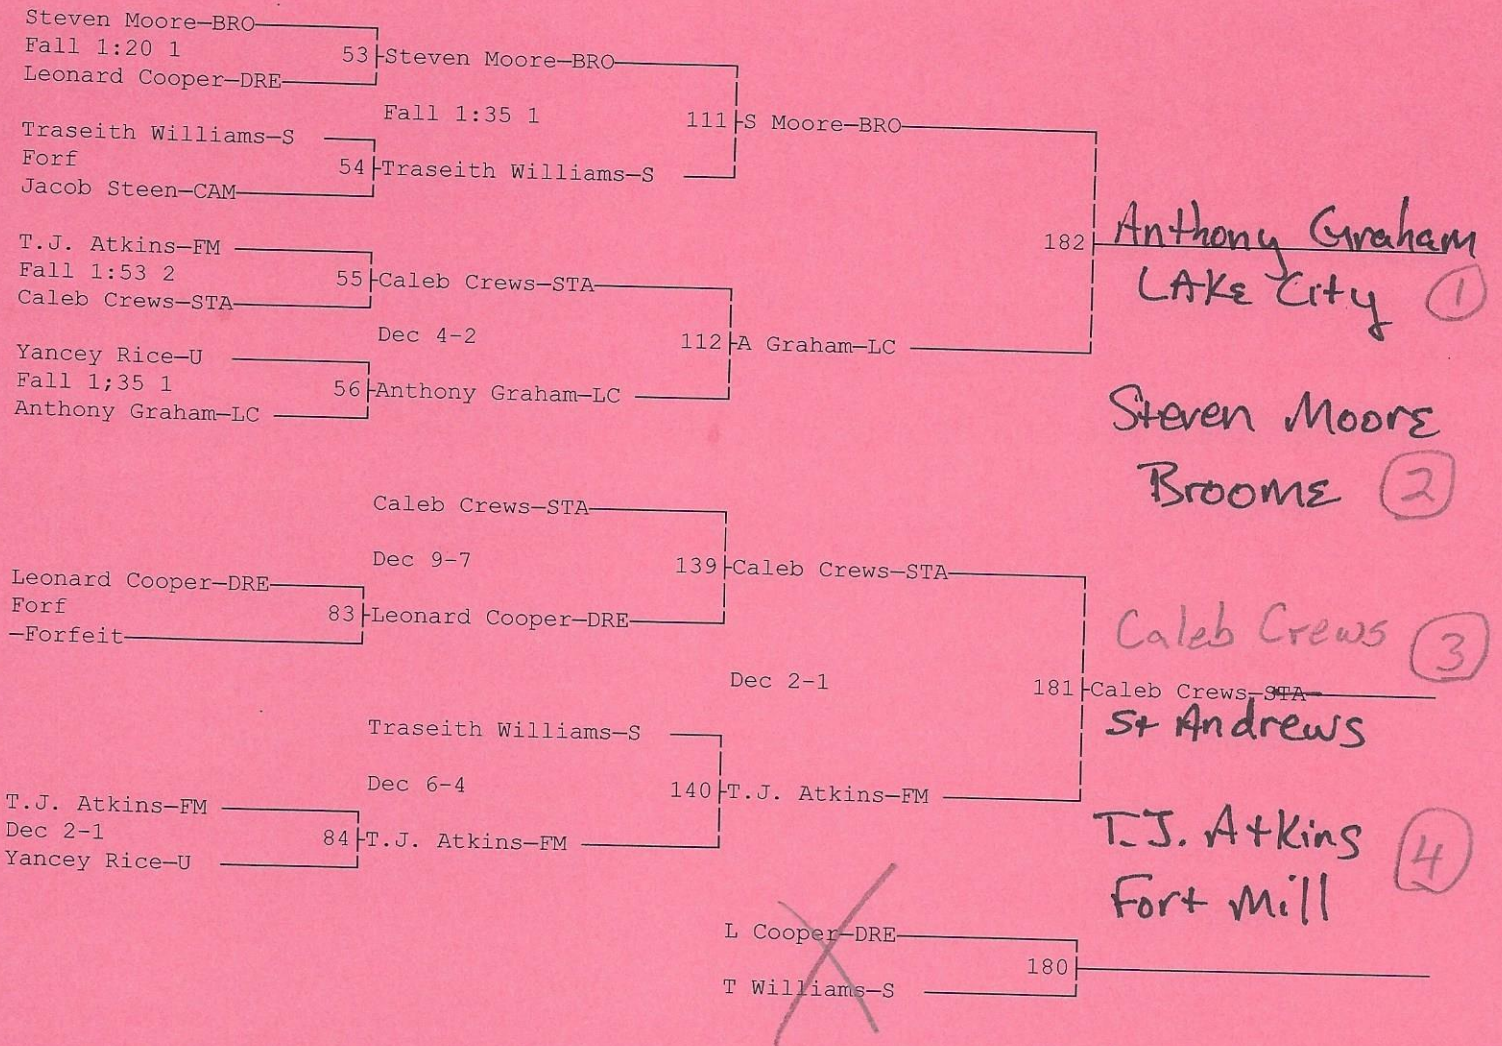 Steven Moore—BRO
Fall 1:20 1
53 Steven Moore—BRO
Leonard Cooper—DRE
Fall 1:35 1
111 S Moore—BRO
Traseith Williams—S
Forf
54 Traseith Williams—S
Jacob Steen—CAM
182 Anthony Graham
LAKE City 1
T.J. Atkins—FM
Fall 1:53 2
55 Caleb Crews—STA
Caleb Crews—STA
Dec 4-2
112 A Graham—LC
Yancey Rice—U
Fall 1;35 1
56 Anthony Graham—LC
Anthony Graham—LC
Steven Moore
Broome 2
Caleb Crews—STA
Dec 9-7
139 Caleb Crews—STA
Leonard Cooper—DRE
Forf
83 Leonard Cooper—DRE
—Forfeit
Caleb Crews 3
Dec 2-1
181 Caleb Crews—STA
St Andrews
Traseith Williams—S
Dec 6-4
140 T.J. Atkins—FM
T.J. Atkins—FM
Dec 2-1
84 T.J. Atkins—FM
Yancey Rice—U
T.J. Atkins 4
Fort Mill
L Cooper—DRE
180
T Williams—S